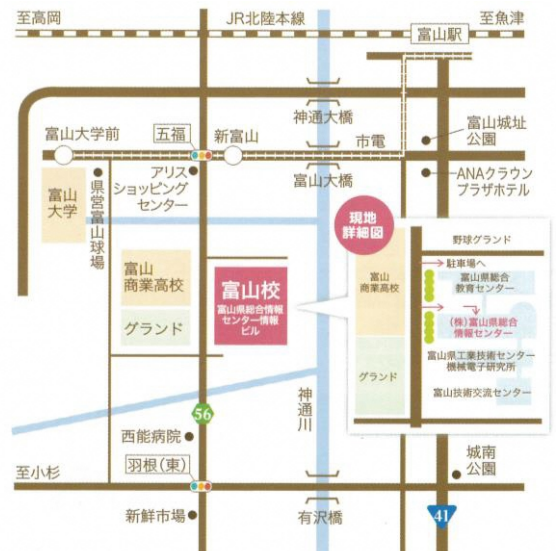 至高岡
JR北陸本線
至魚津
富山駅
神通大橋
富山城址
公園
富山大学前
五福
新富山
市電
富山大橋
ANAクラウン
プラザホテル
アリス
ショッピング
センター
県営富山球場
富山
大学
現地
詳細図
野球グランド
駐車場へ
富山県総合
教育センター
富山
商業高校
(株)富山県総合
情報センター
グランド
富山県工業技術センター
機械電子研究所
富山技術交流センター
富山
商業高校
グランド
富山校
富山県総合情報
センター情報
ビル
56
神通川
西能病院
羽根(東)
至小杉
新鮮市場
有沢橋
城南
公園
41